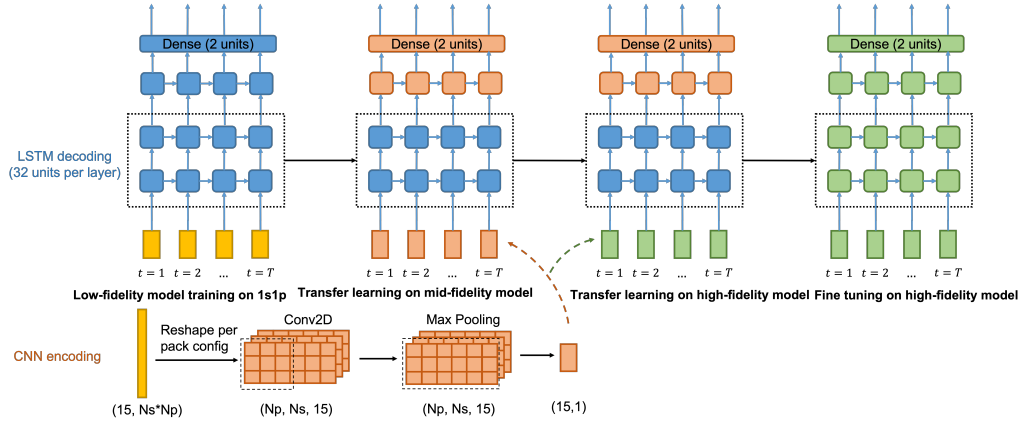 Dense (2 units)
Dense (2 units)
Dense (2 units)
Dense (2 units)
LSTM decoding
(32 units per layer)
t = 1 t = 2 ... t = T
t = 1 t = 2 ... t = T
t = 1 t = 2 ... t = T
t = 1 t = 2 ... t = T
Low-fidelity model training on 1s1p
Transfer learning on mid-fidelity model
Transfer learning on high-fidelity model
Fine tuning on high-fidelity model
CNN encoding
Reshape per
pack config
Conv2D
Max Pooling
(15, Ns*Np)
(Np, Ns, 15)
(Np, Ns, 15)
(15,1)